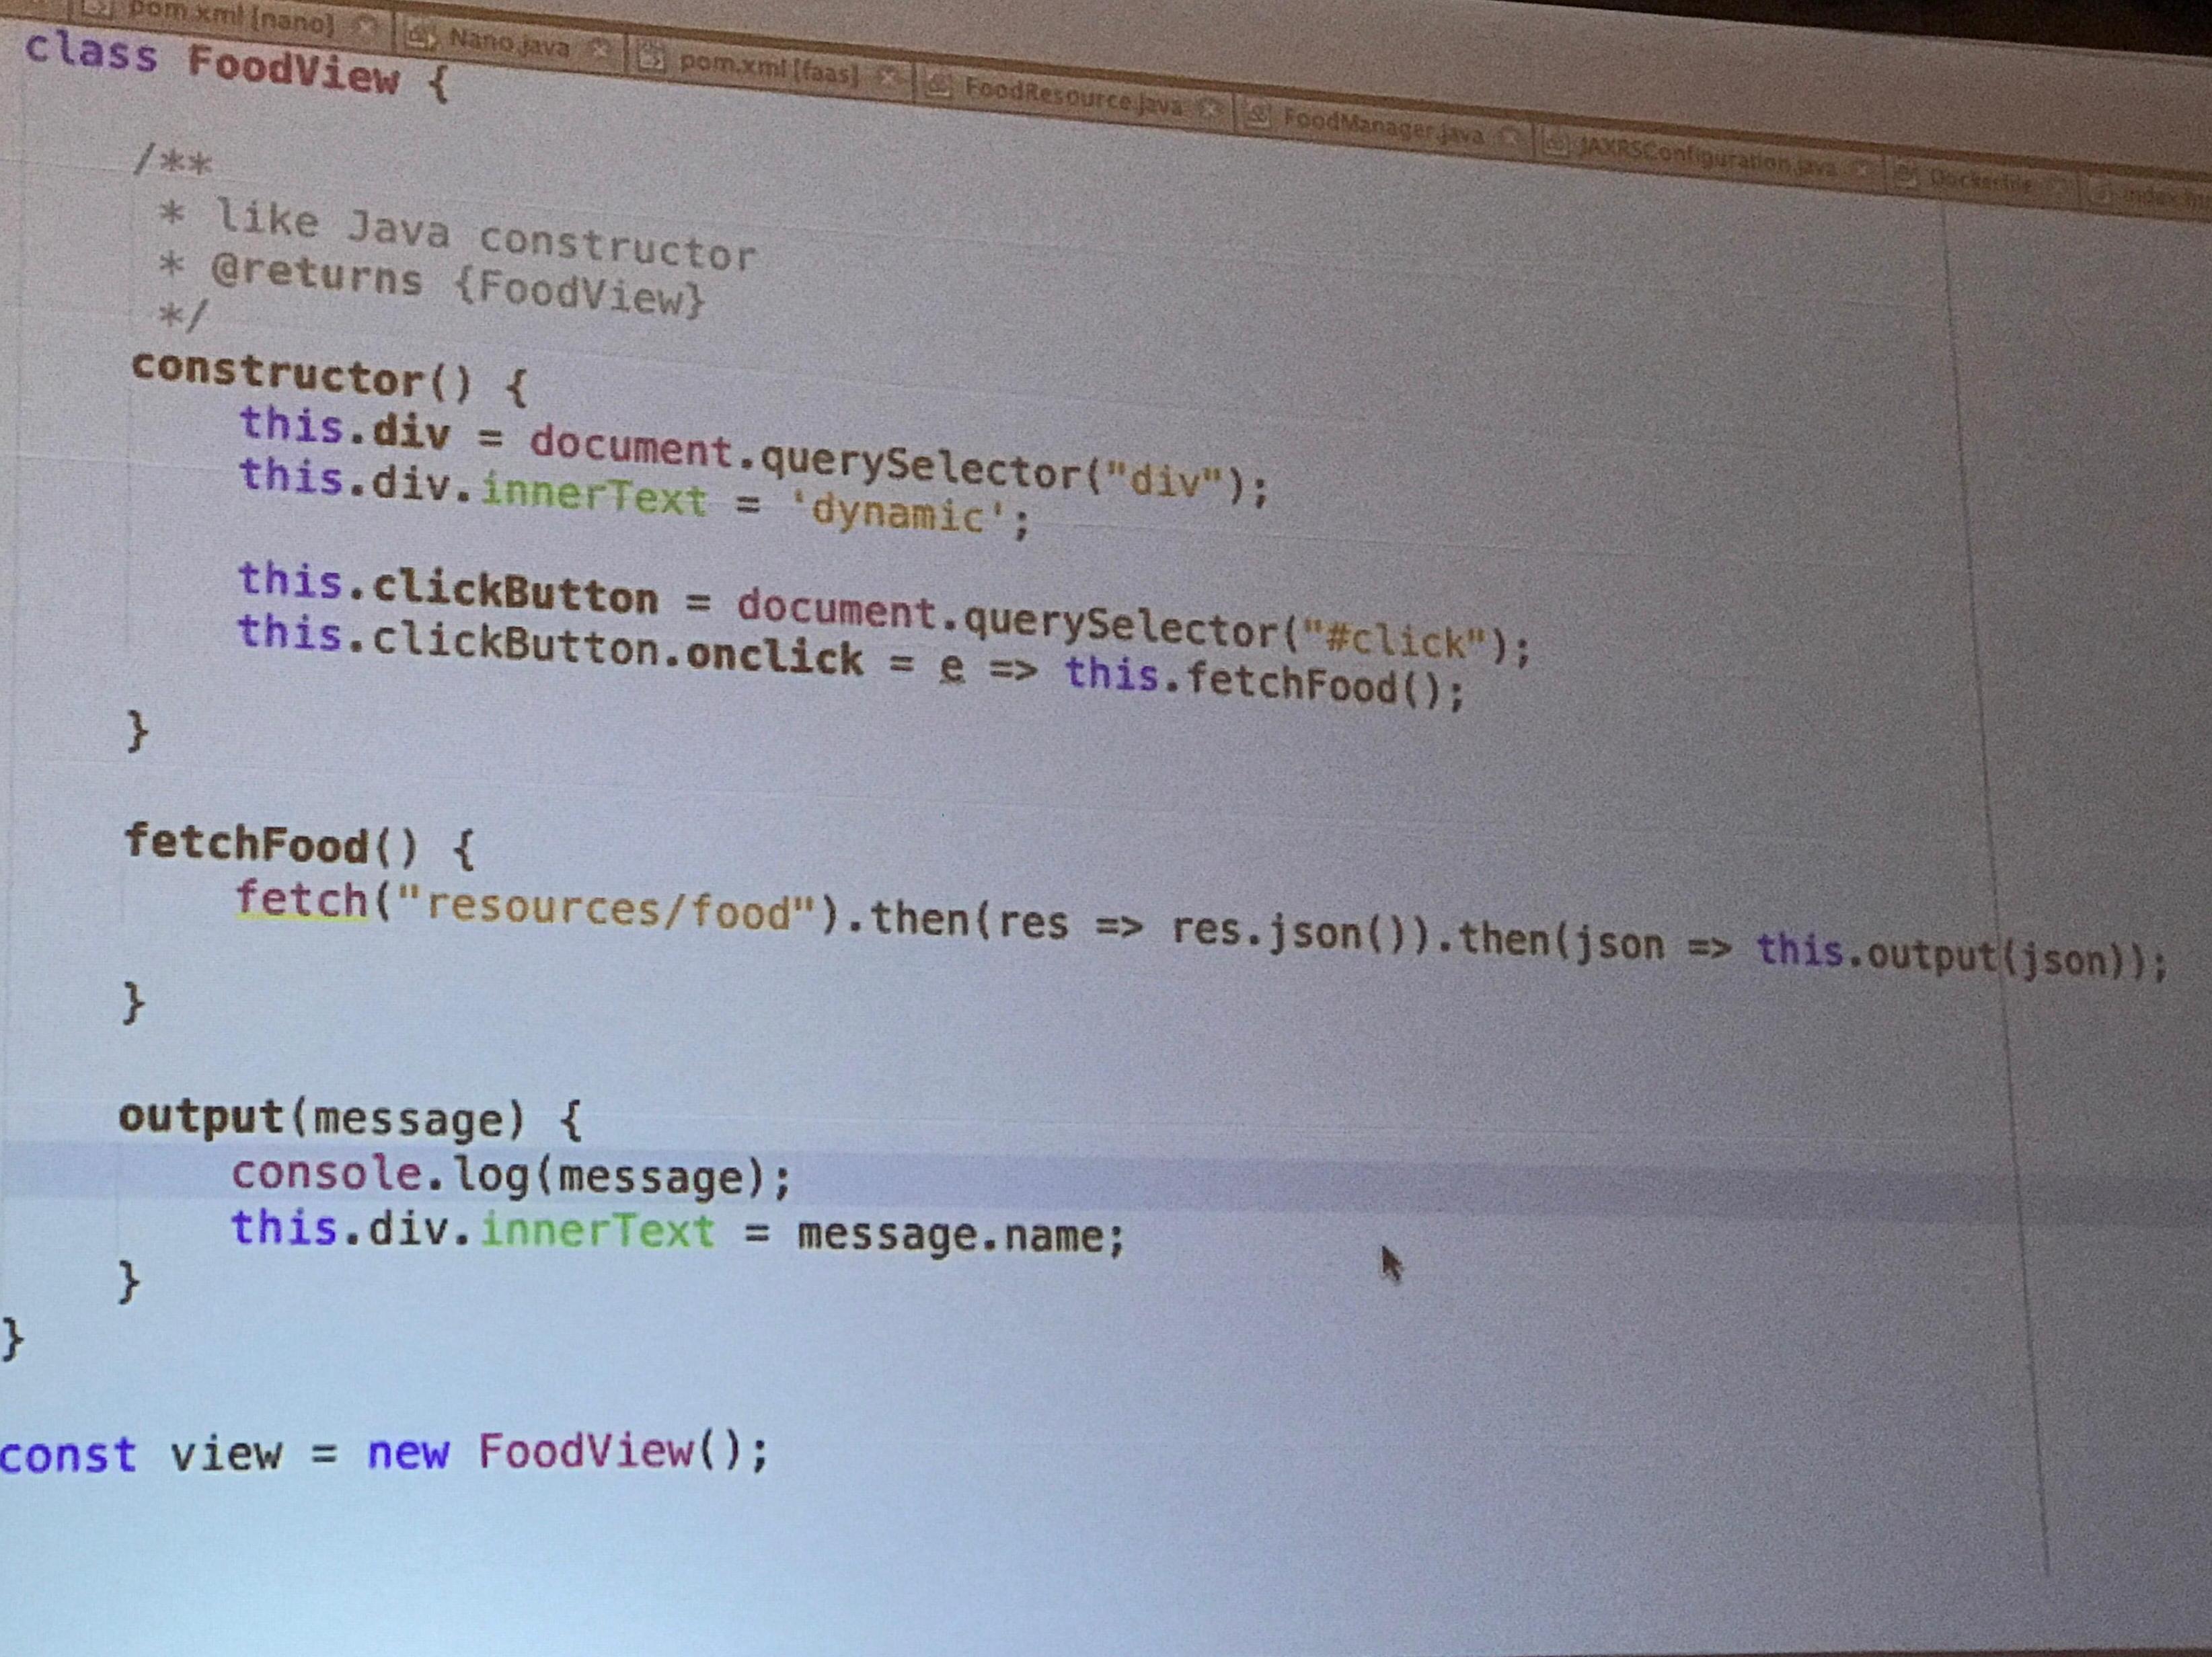 pom.xml [nano] Nano.java pom.xml [faas] FoodResource.java FoodManager.java JAXRSConfiguration.java Dockerfile
class FoodView {
/**
* like Java constructor
* @returns {FoodView}
*/
constructor() {
this.div = document.querySelector("div");
this.div.innerText = 'dynamic';
this.clickButton = document.querySelector("#click");
this.clickButton.onclick = e => this.fetchFood();
}
fetchFood() {
fetch("resources/food").then(res => res.json()).then(json => this.output(json));
}
output(message) {
console.log(message);
this.div.innerText = message.name;
}
}
const view = new FoodView();